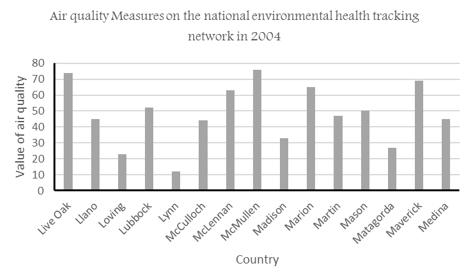 Air quality Measures on the national environmental health tracking
network in 2004
Value of air quality
80
70
60
50
40
30
20
10
0
Live Oak
Llano
Loving
Lubbock
Lynn
McCulloch
McLennan
McMullen
Madison
Marion
Martin
Mason
Matagorda
Maverick
Medina
Country